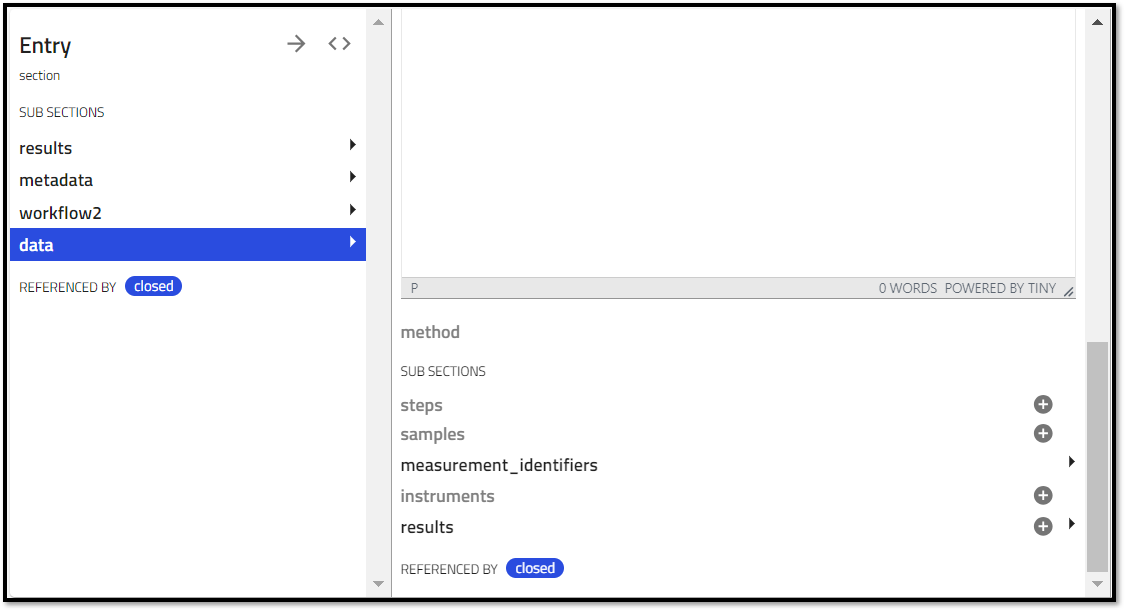 Entry
section
SUB SECTIONS
results
metadata
workflow2
data
REFERENCED BY closed
P 0 WORDS POWERED BY TINY
method
SUB SECTIONS
steps
samples
measurement_identifiers
instruments
results
REFERENCED BY closed